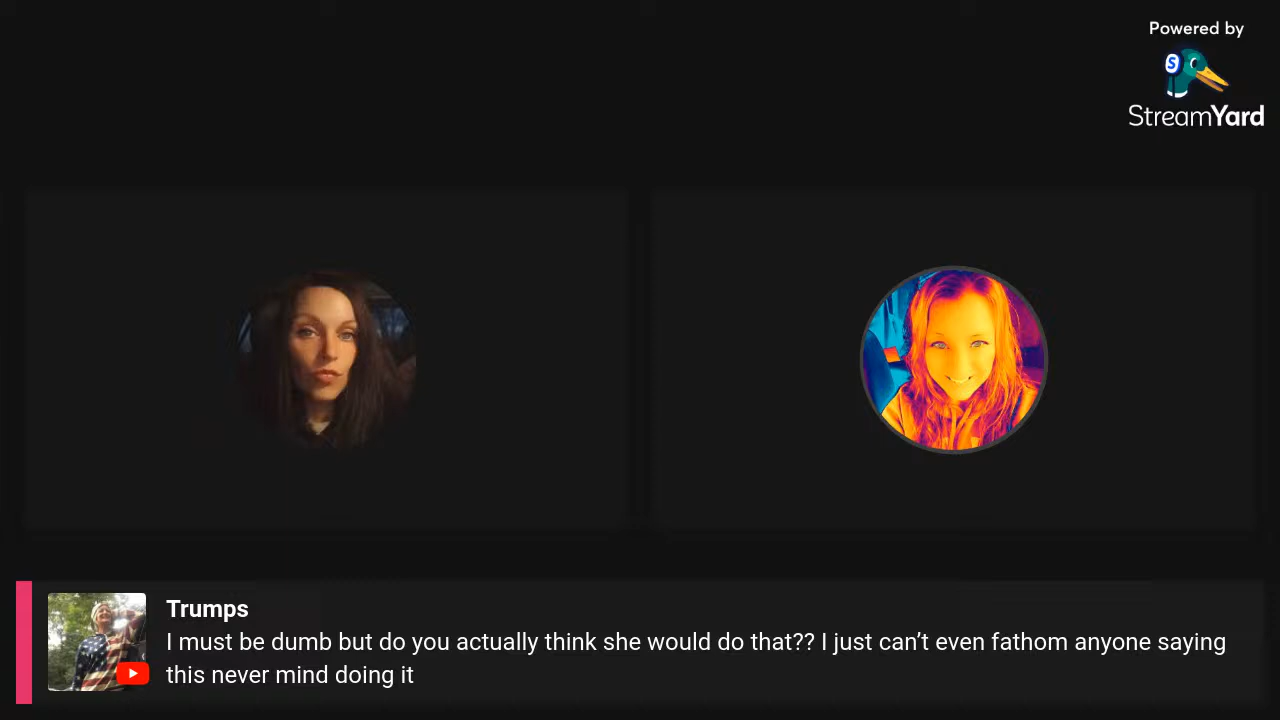 Powered by
S
StreamYard
Trumps
I must be dumb but do you actually think she would do that?? I just can’t even fathom anyone saying
this never mind doing it